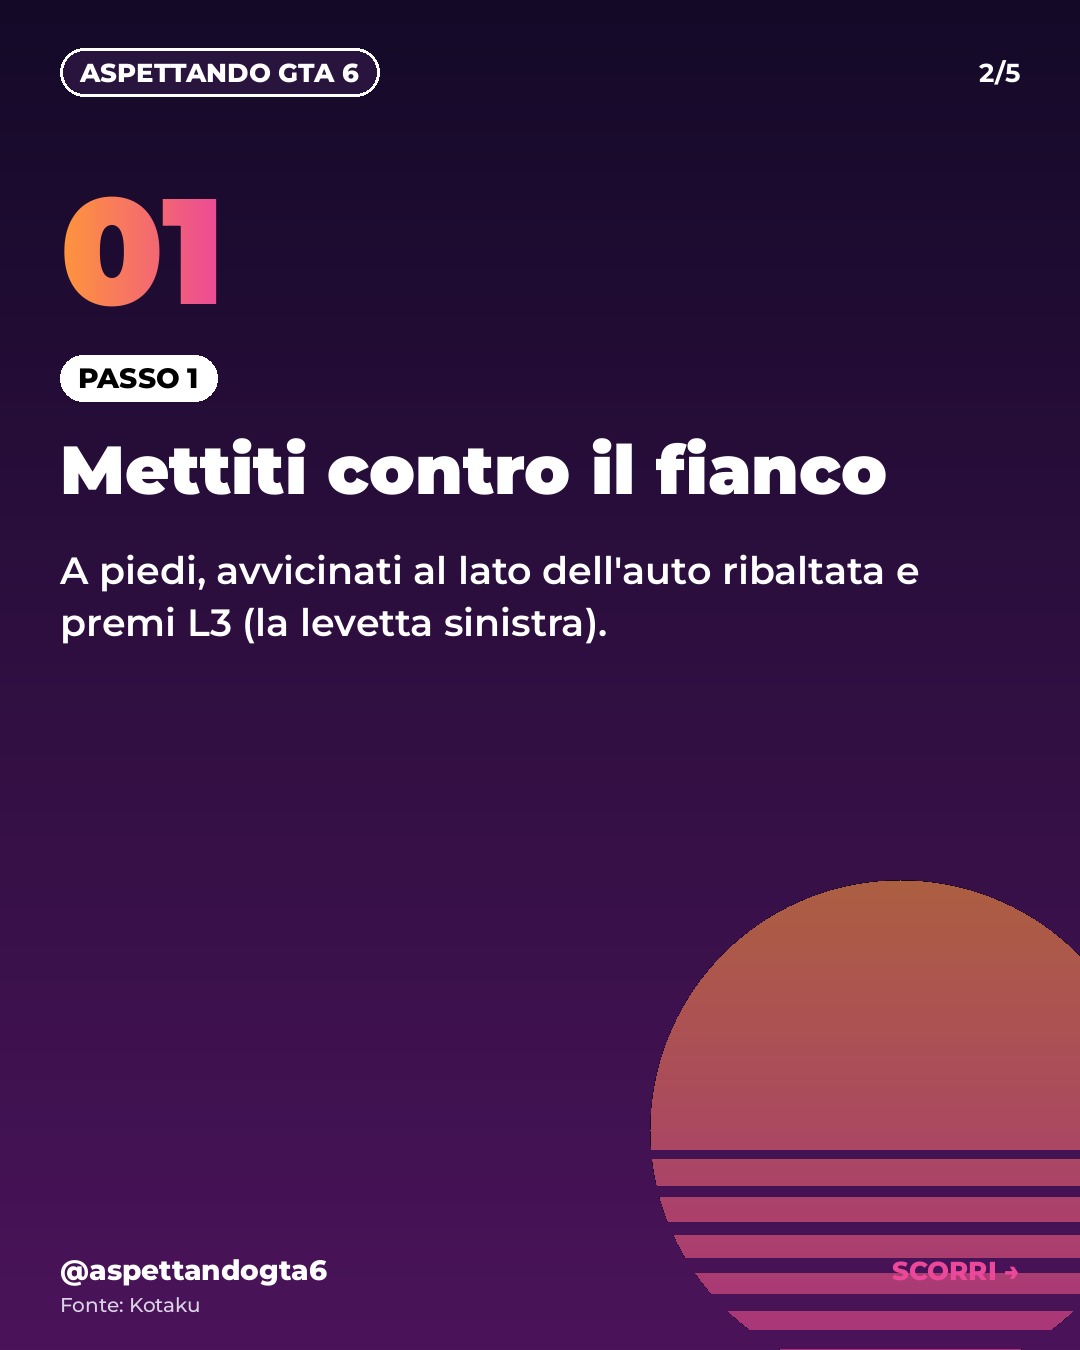 ASPETTANDO GTA 6
2/5
01
PASSO 1
Mettiti contro il fianco
A piedi, avvicinati al lato dell'auto ribaltata e
premi L3 (la levetta sinistra).
@aspettandogta6
SCORRI →
Fonte: Kotaku